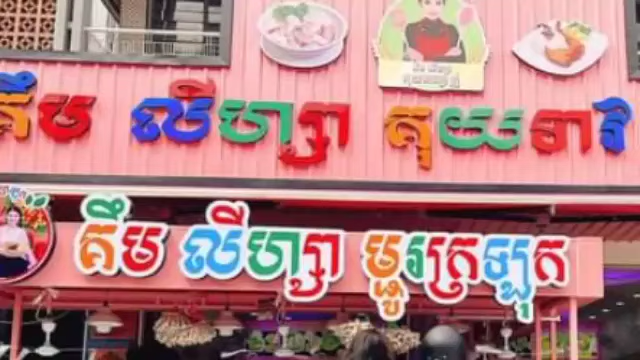 គឹម លីហ្សា គុយទាវ
គឹម លីហ្សា ម្ហូរក្រឡុក